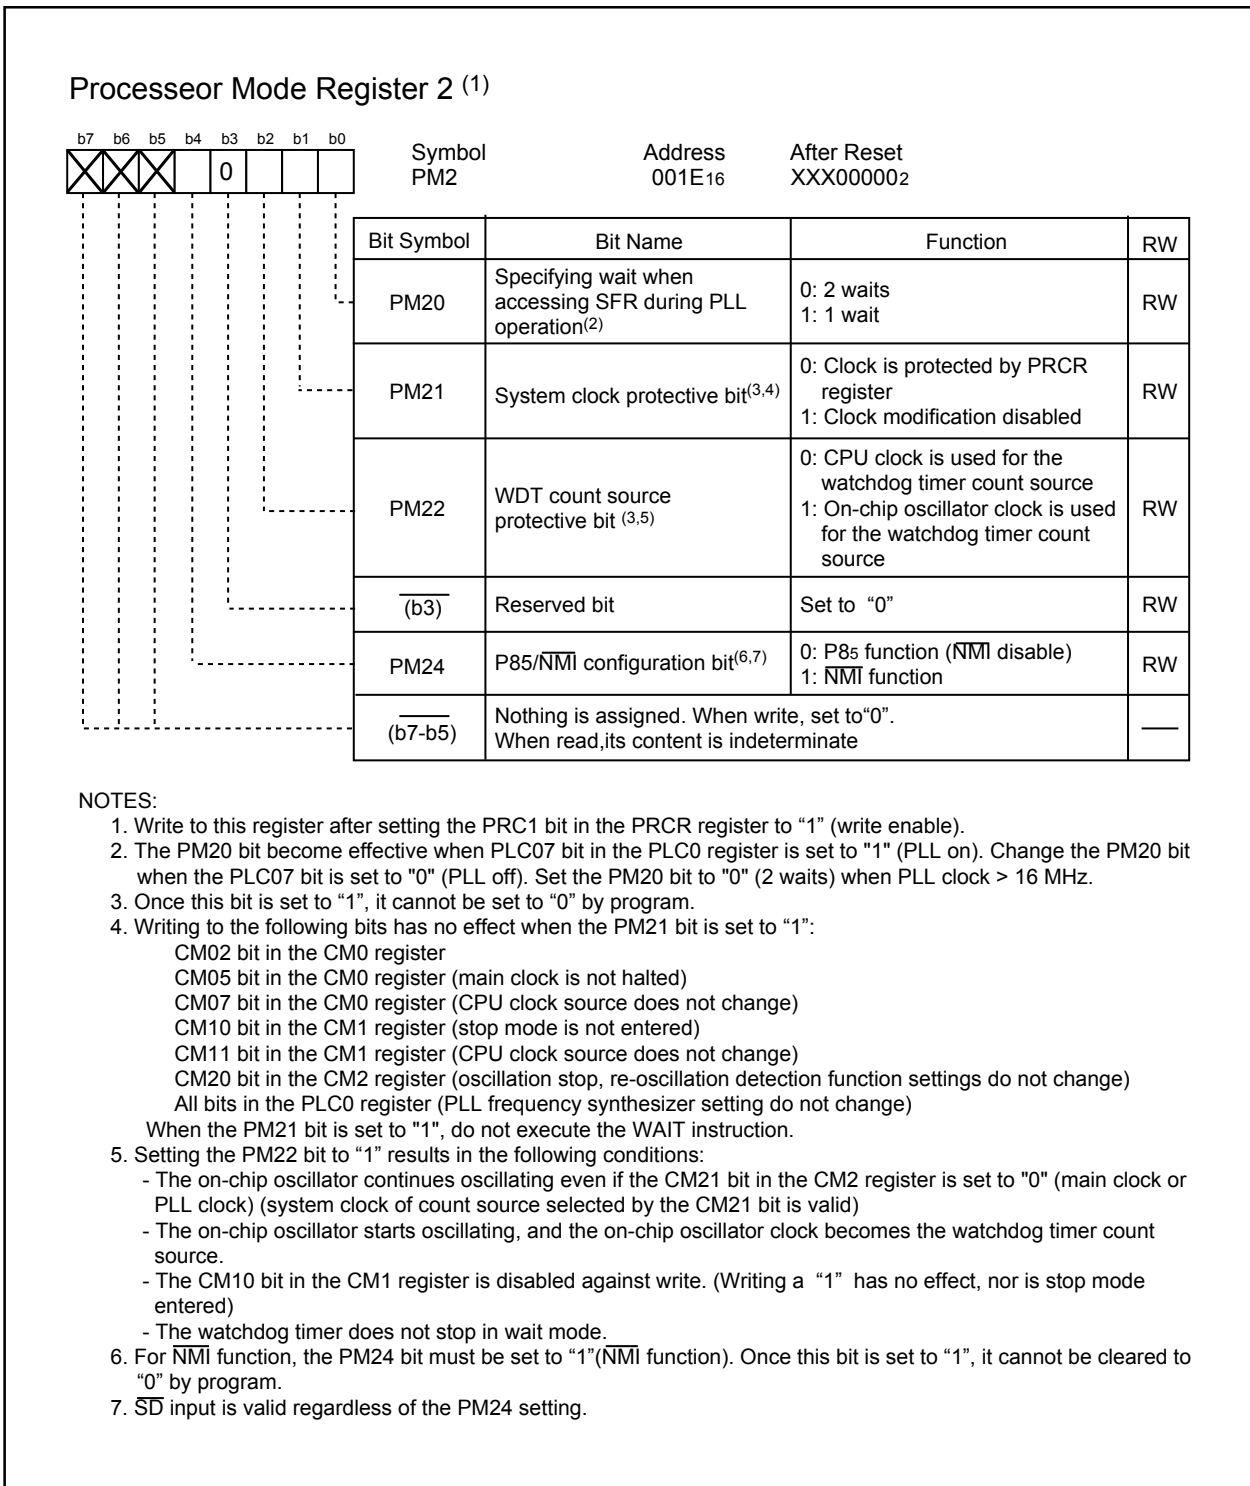 Processeor Mode Register 2 (1)
b7 b6 b5 b4 b3 b2 b1 b0
0
Symbol Address After Reset
PM2 001E16 XXX000002
Bit Symbol Bit Name Function RW
PM20
Specifying wait when
accessing SFR during PLL
operation(2)
0: 2 waits
1: 1 wait
RW
PM21
System clock protective bit(3,4)
0: Clock is protected by PRCR
register
1: Clock modification disabled
RW
PM22
WDT count source
protective bit (3,5)
0: CPU clock is used for the
watchdog timer count source
1: On-chip oscillator clock is used
for the watchdog timer count
source
RW
(b3) Reserved bit Set to “0” RW
PM24
P85/NMI configuration bit(6,7)
0: P85 function (NMI disable)
1: NMI function
RW
(b7-b5)
Nothing is assigned. When write, set to“0”.
When read,its content is indeterminate
NOTES:
1. Write to this register after setting the PRC1 bit in the PRCR register to “1” (write enable).
2. The PM20 bit become effective when PLC07 bit in the PLC0 register is set to "1" (PLL on). Change the PM20 bit
when the PLC07 bit is set to "0" (PLL off). Set the PM20 bit to "0" (2 waits) when PLL clock > 16 MHz.
3. Once this bit is set to “1”, it cannot be set to “0” by program.
4. Writing to the following bits has no effect when the PM21 bit is set to “1”:
CM02 bit in the CM0 register
CM05 bit in the CM0 register (main clock is not halted)
CM07 bit in the CM0 register (CPU clock source does not change)
CM10 bit in the CM1 register (stop mode is not entered)
CM11 bit in the CM1 register (CPU clock source does not change)
CM20 bit in the CM2 register (oscillation stop, re-oscillation detection function settings do not change)
All bits in the PLC0 register (PLL frequency synthesizer setting do not change)
When the PM21 bit is set to "1", do not execute the WAIT instruction.
5. Setting the PM22 bit to “1” results in the following conditions:
- The on-chip oscillator continues oscillating even if the CM21 bit in the CM2 register is set to "0" (main clock or
PLL clock) (system clock of count source selected by the CM21 bit is valid)
- The on-chip oscillator starts oscillating, and the on-chip oscillator clock becomes the watchdog timer count
source.
- The CM10 bit in the CM1 register is disabled against write. (Writing a “1” has no effect, nor is stop mode
entered)
- The watchdog timer does not stop in wait mode.
6. For NMI function, the PM24 bit must be set to “1”(NMI function). Once this bit is set to “1”, it cannot be cleared to
“0” by program.
7. SD input is valid regardless of the PM24 setting.